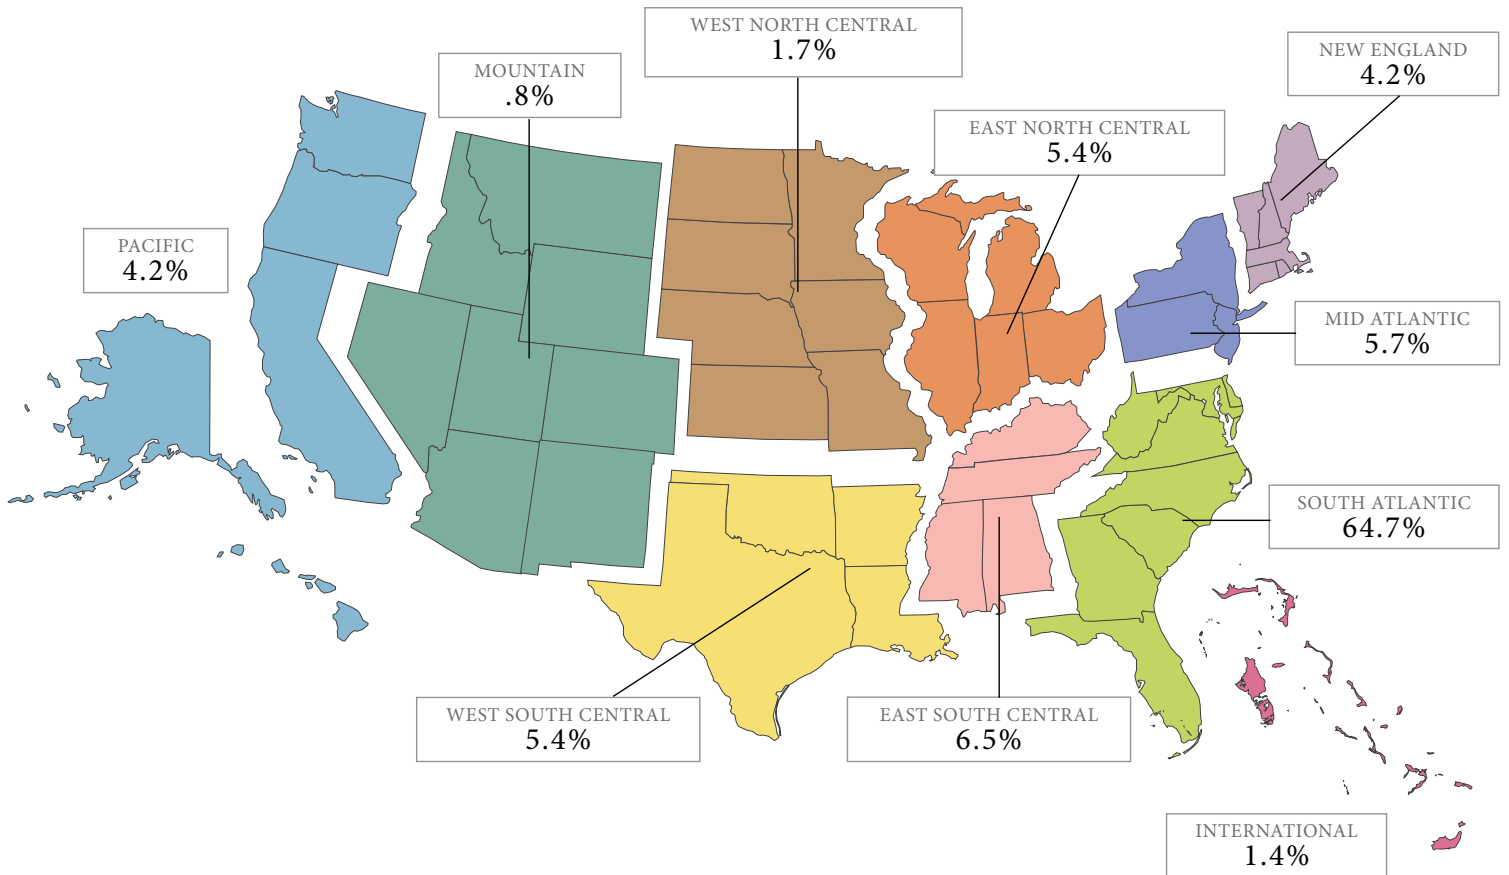 WEST NORTH CENTRAL
1.7%
NEW ENGLAND
4.2%
MOUNTAIN
.8%
EAST NORTH CENTRAL
5.4%
PACIFIC
4.2%
MID ATLANTIC
5.7%
SOUTH ATLANTIC
64.7%
WEST SOUTH CENTRAL
5.4%
EAST SOUTH CENTRAL
6.5%
INTERNATIONAL
1.4%